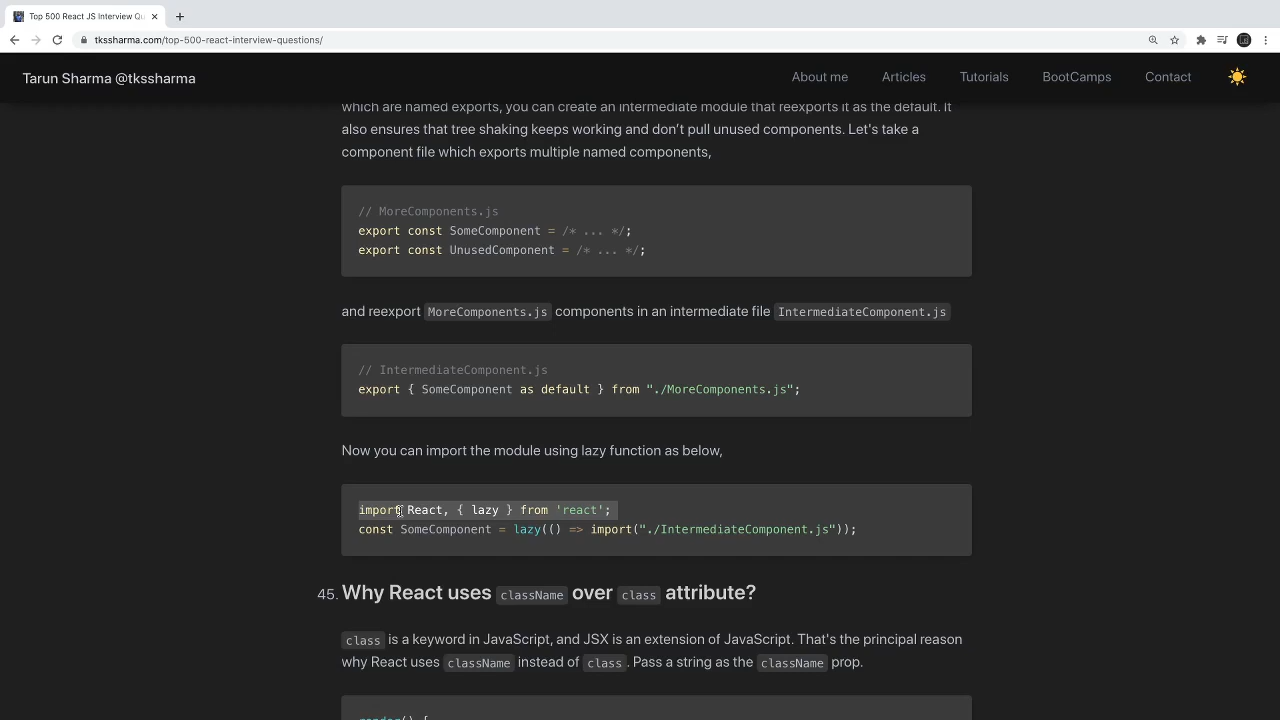 Top 500 React JS Interview Qu
tkssharma.com/top-500-react-interview-questions/
Tarun Sharma @tkssharma
About me
Articles
Tutorials
BootCamps
Contact
which are named exports, you can create an intermediate module that reexports it as the default. It
also ensures that tree shaking keeps working and don’t pull unused components. Let's take a
component file which exports multiple named components,
// MoreComponents.js
export const SomeComponent = /* ... */;
export const UnusedComponent = /* ... */;
and reexport MoreComponents.js components in an intermediate file IntermediateComponent.js
// IntermediateComponent.js
export { SomeComponent as default } from "./MoreComponents.js";
Now you can import the module using lazy function as below,
import React, { lazy } from 'react';
const SomeComponent = lazy(() => import("./IntermediateComponent.js"));
45. Why React uses className over class attribute?
class is a keyword in JavaScript, and JSX is an extension of JavaScript. That's the principal reason
why React uses className instead of class. Pass a string as the className prop.
render() {